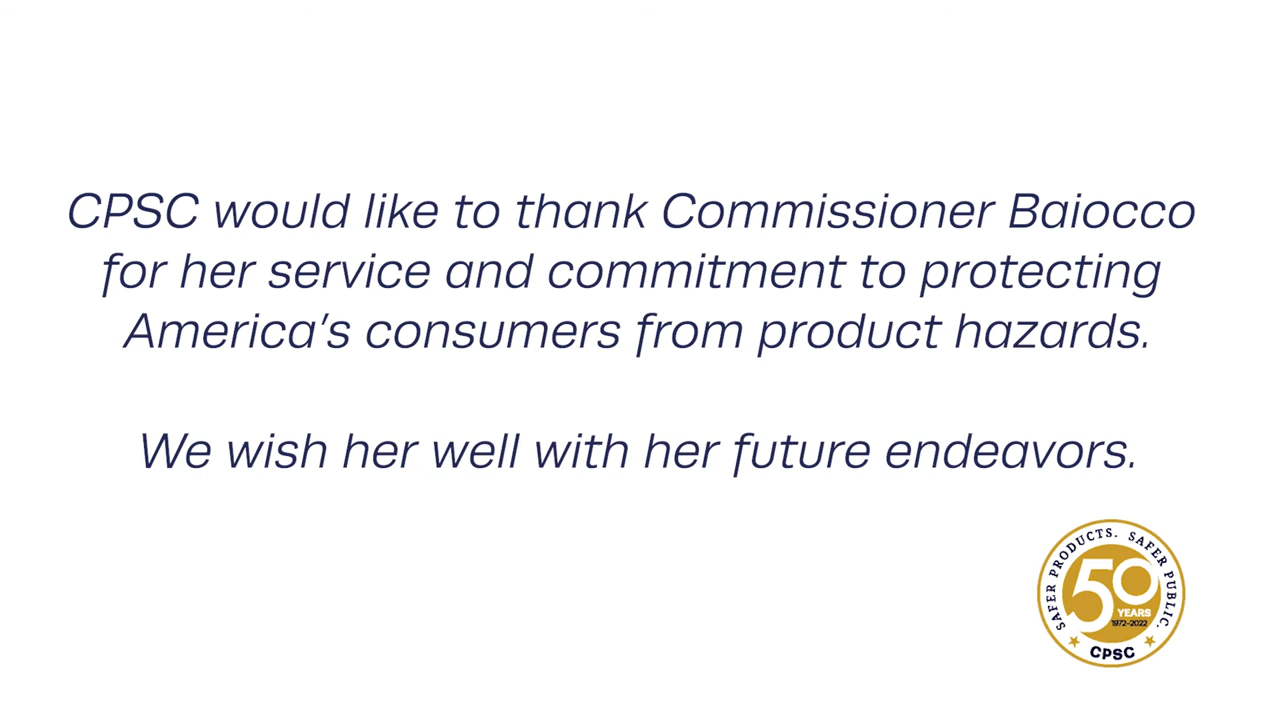 CPSC would like to thank Commissioner Baiocco
for her service and commitment to protecting
America's consumers from product hazards.
We wish her well with her future endeavors.
SAFER PRODUCTS. SAFER PUBLIC.
50
YEARS
1972-2022
CPSC